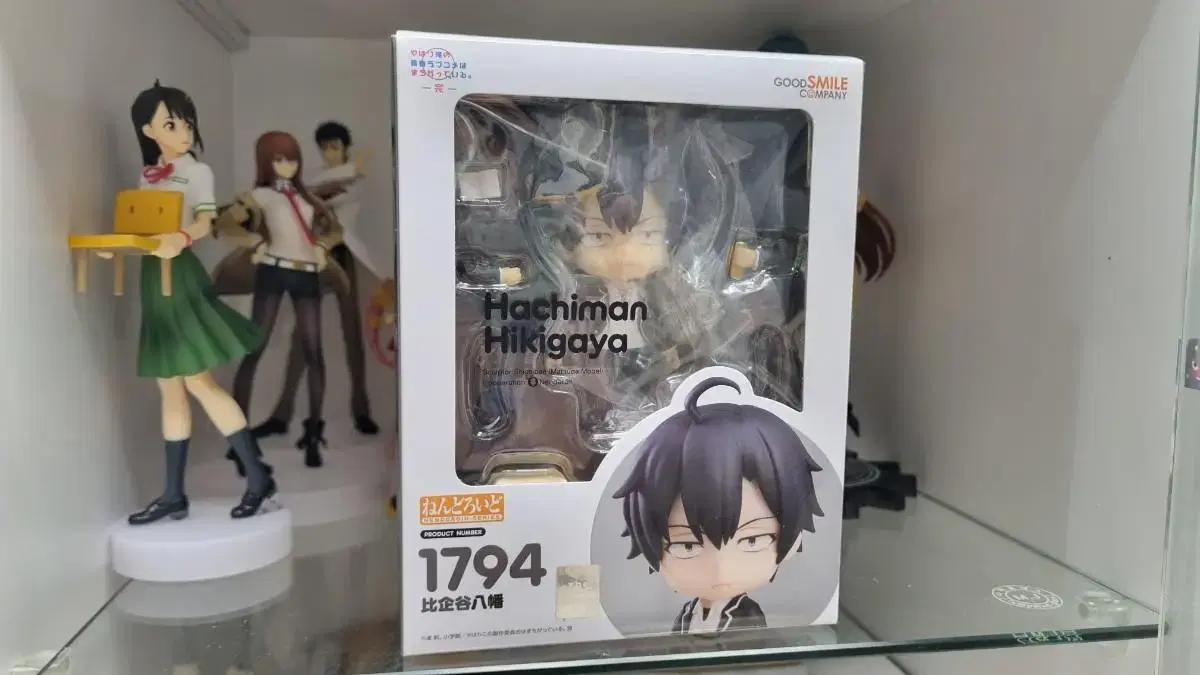 やはり俺の
青春ラブコメは
まちがっている。
— 完 —
GOOD SMILE
COMPANY
Hachiman
Hikigaya
ねんどろいど
NENDOROID SERIES
PRODUCT NUMBER
1794
比企谷八幡